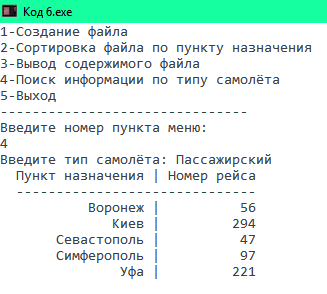 Код 6.exe
1-Создание файла
2-Сортировка файла по пункту назначения
3-Вывод содержимого файла
4-Поиск информации по типу самолёта
5-Выход
-------------------------------
Введите номер пункта меню:
4
Введите тип самолёта: Пассажирский
Пункт назначения | Номер рейса
------------------------------
Воронеж | 56
Киев | 294
Севастополь | 47
Симферополь | 97
Уфа | 221